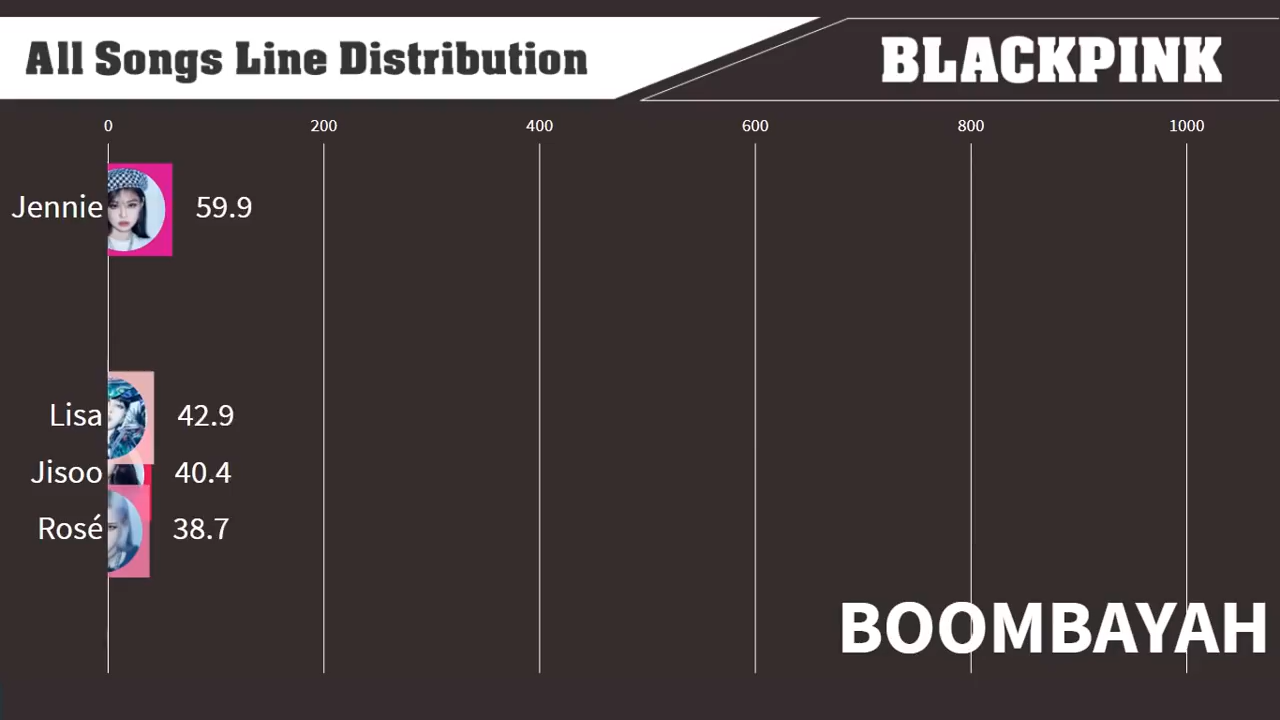 All Songs Line Distribution
BLACKPINK
0 200 400 600 800 1000
Jennie 59.9
Lisa 42.9
Jisoo 40.4
Rosé 38.7
BOOMBAYAH